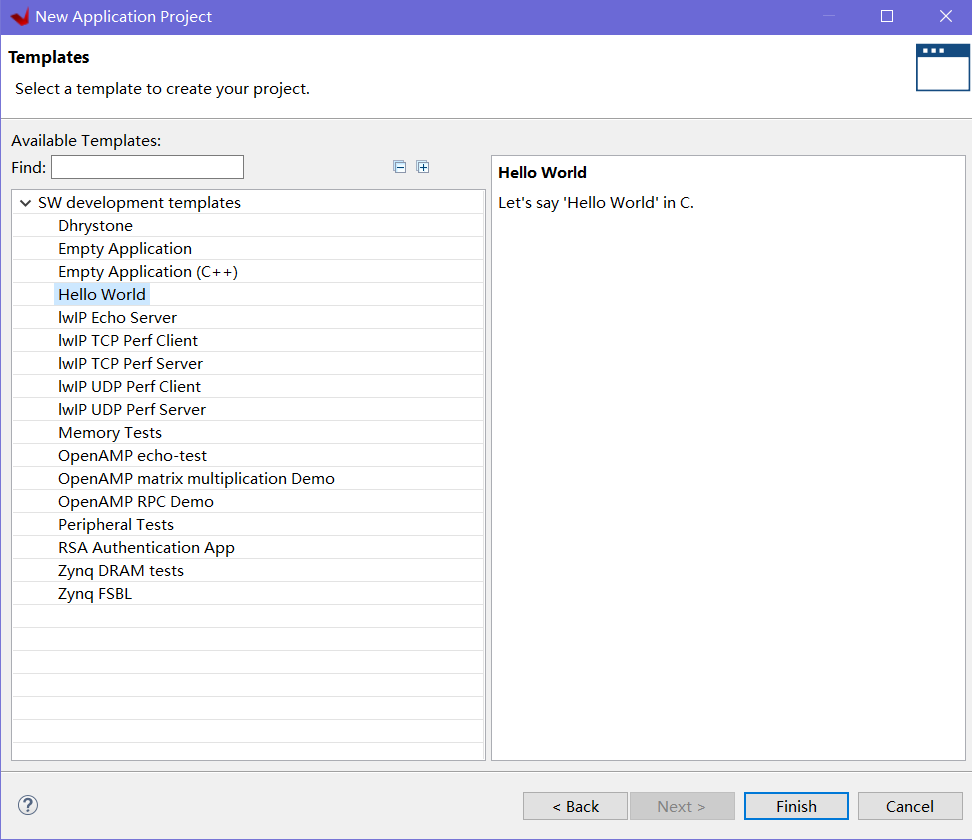 New Application Project
Templates
Select a template to create your project.
Available Templates:
Find:
SW development templates
Dhrystone
Empty Application
Empty Application (C++)
Hello World
lwIP Echo Server
lwIP TCP Perf Client
lwIP TCP Perf Server
lwIP UDP Perf Client
lwIP UDP Perf Server
Memory Tests
OpenAMP echo-test
OpenAMP matrix multiplication Demo
OpenAMP RPC Demo
Peripheral Tests
RSA Authentication App
Zynq DRAM tests
Zynq FSBL
Hello World
Let's say 'Hello World' in C.
< Back
Next >
Finish
Cancel